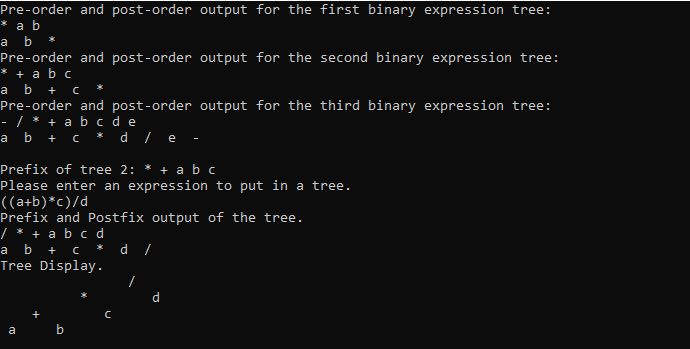 Pre-order and post-order output for the first binary expression tree:
* a b
a  b  *
Pre-order and post-order output for the second binary expression tree:
* + a b c
a  b  +  c  *
Pre-order and post-order output for the third binary expression tree:
- / * + a b c d e
a  b  +  c  *  d  /  e  -
Prefix of tree 2: * + a b c
Please enter an expression to put in a tree.
((a+b)*c)/d
Prefix and Postfix output of the tree.
/ * + a b c d
a  b  +  c  *  d  /
Tree Display.
                /
          *        d
    +        c
 a     b